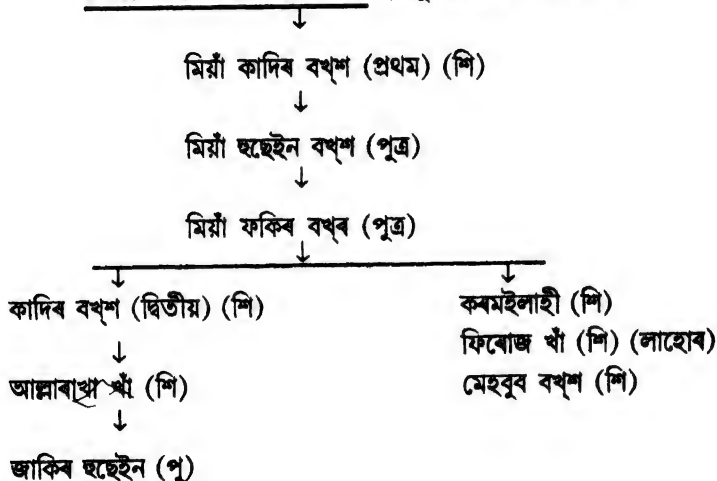 মিয়াঁ কাদিৰ বখ্শ (প্ৰথম) (শি)
মিয়াঁ হুছেইন বখ্শ (পুত্ৰ)
মিয়াঁ ফকিৰ বখ্ৰ (পুত্ৰ)
কাদিৰ বখ্শ (দ্বিতীয়) (শি)
আল্লাৰাখা খাঁ (শি)
জাকিৰ হুছেইন (পু)
কৰমইলাহী (শি)
ফিৰোজ খাঁ (শি) (লাহোৰ)
মেহবুব বখ্শ (শি)